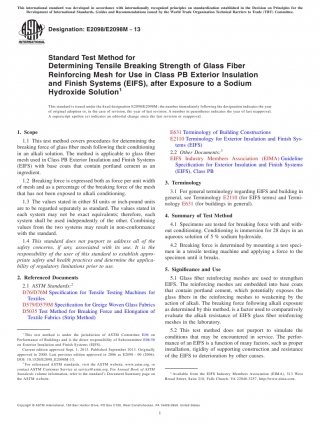 This international standard was developed in accordance with internationally recognized principles on standardization established in the Decision on Principles for the
Development of International Standards, Guides and Recommendations issued by the World Trade Organization Technical Barriers to Trade (TBT) Committee.
Designation: E2098/E2098M − 13
Standard Test Method for
Determining Tensile Breaking Strength of Glass Fiber
Reinforcing Mesh for Use in Class PB Exterior Insulation
and Finish Systems (EIFS), after Exposure to a Sodium
Hydroxide Solution1
This standard is issued under the fixed designation E2098/E2098M; the number immediately following the designation indicates the year
of original adoption or, in the case of revision, the year of last revision. A number in parentheses indicates the year of last reapproval.
A superscript epsilon (ε) indicates an editorial change since the last revision or reapproval.
1. Scope
1.1 This test method covers procedures for determining the
breaking force of glass fiber mesh following their conditioning
in an alkali solution. The method is applicable to glass fiber
mesh used in Class PB Exterior Insulation and Finish Systems
(EIFS) with base coats that contain portland cement as an
ingredient.
1.2 Breaking force is expressed both as force per unit width
of mesh and as a percentage of the breaking force of the mesh
that has not been exposed to alkali conditioning.
1.3 The values stated in either SI units or inch-pound units
are to be regarded separately as standard. The values stated in
each system may not be exact equivalents; therefore, each
system shall be used independently of the other. Combining
values from the two systems may result in non-conformance
with the standard.
1.4 This standard does not purport to address all of the
safety concerns, if any, associated with its use. It is the
responsibility of the user of this standard to establish appro-
priate safety and health practices and determine the applica-
bility of regulatory limitations prior to use.
2. Referenced Documents
2.1 ASTM Standards:2
D76/D76M Specification for Tensile Testing Machines for
Textiles
D579/D579M Specification for Greige Woven Glass Fabrics
D5035 Test Method for Breaking Force and Elongation of
Textile Fabrics (Strip Method)
1 This test method is under the jurisdiction of ASTM Committee E06 on
Performance of Buildings and is the direct responsibility of Subcommittee E06.58
on Exterior Insulation and Finish Systems (EIFS).
Current edition approved Sept. 1, 2013. Published September 2013. Originally
approved in 2000. Last previous edition approved in 2006 as E2098 – 00 (2006).
DOI: 10.1520/E2098_E2098M-13.
2 For referenced ASTM standards, visit the ASTM website, www.astm.org, or
contact ASTM Customer Service at service@astm.org. For Annual Book of ASTM
Standards volume information, refer to the standard's Document Summary page on
the ASTM website.
E631 Terminology of Building Constructions
E2110 Terminology for Exterior Insulation and Finish Sys-
tems (EIFS)
2.2 Other Documents:3
EIFS Industry Members Association (EIMA) Guideline
Specification for Exterior Insulation and Finish Systems
(EIFS), Class PB
3. Terminology
3.1 For general terminology regarding EIFS and building in
general, see Terminology E2110 (for EIFS terms) and Termi-
nology E631 (for buildings in general).
4. Summary of Test Method
4.1 Specimens are tested for breaking force with and with-
out conditioning. Conditioning is immersion for 28 days in an
aqueous solution of 5 % sodium hydroxide.
4.2 Breaking force is determined by mounting a test speci-
men in a tensile testing machine and applying a force to the
specimen until it breaks.
5. Significance and Use
5.1 Glass fiber reinforcing meshes are used to strengthen
EIFS. The reinforcing meshes are embedded into base coats
that contain portland cement, which potentially exposes the
glass fibers in the reinforcing meshes to weakening by the
action of alkali. The breaking force following alkali exposure
as determined by this method, is a factor used to comparatively
evaluate the alkali resistance of EIFS glass fiber reinforcing
meshes in the laboratory.
5.2 This test method does not purport to simulate the
conditions that may be encountered in service. The perfor-
mance of an EIFS is a function of many factors, such as proper
installation, rigidity of supporting construction and resistance
of the EIFS to deterioration by other causes.
3 Available from the EIFS Industry Members Association (EIMA), 513 West
Broad Street, Suite 210, Falls Church, VA 22046-3257, http://www.eima.com.
Copyright © ASTM International, 100 Barr Harbor Drive, PO Box C700, West Conshohocken, PA 19428-2959. United States
1